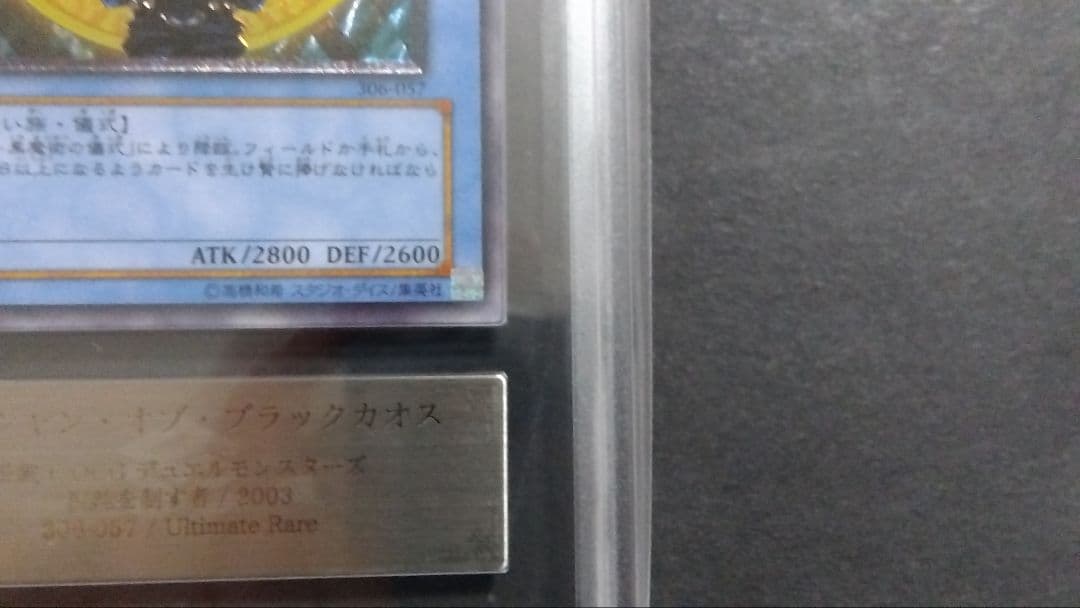 306-057
い族・儀式】
黒魔術の儀式」により降臨。フィールドか手札から、
8以上になるようカードを生け贄に捧げなければなら
ATK/2800 DEF/2600
©高橋和希 スタジオ・ダイス/集英社
ジャン・オブ・ブラックカオス
デュエルモンスターズ
を制す者 / 2003
306-057 / Ultimate Rare